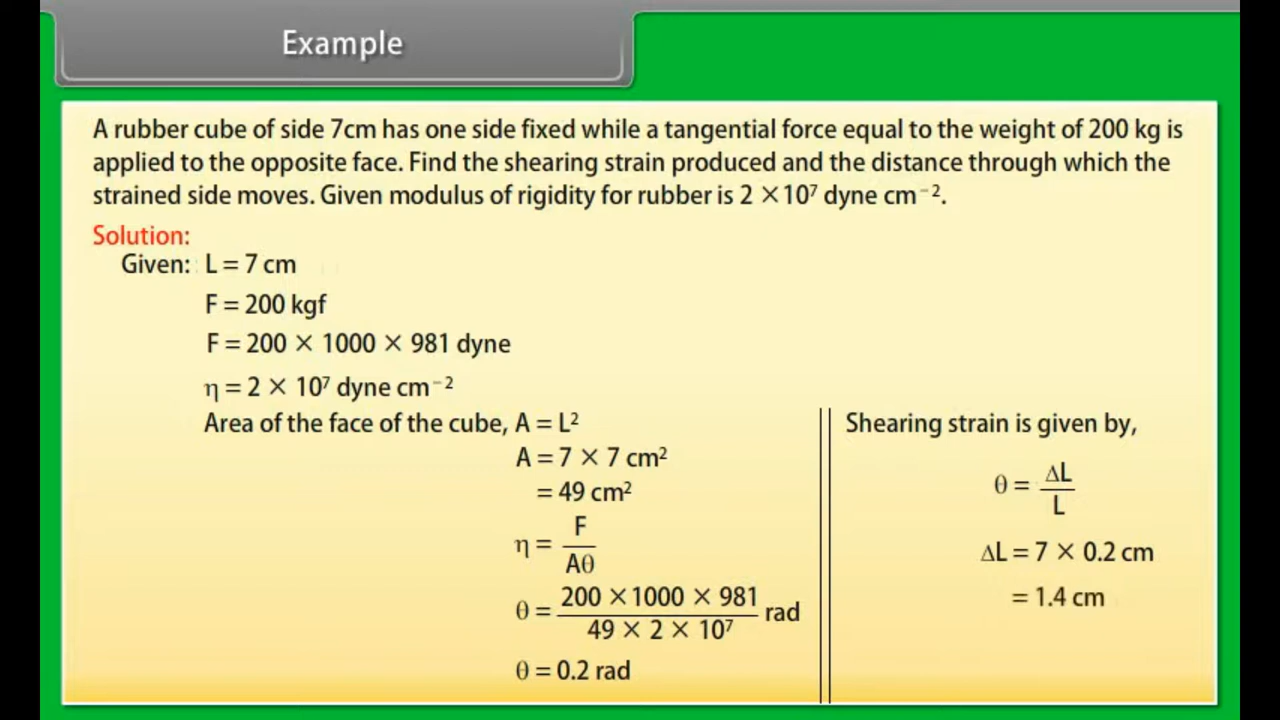 Example
A rubber cube of side 7cm has one side fixed while a tangential force equal to the weight of 200 kg is
applied to the opposite face. Find the shearing strain produced and the distance through which the
strained side moves. Given modulus of rigidity for rubber is 2 ×10⁷ dyne cm⁻².
Solution:
Given: L = 7 cm
F = 200 kgf
F = 200 × 1000 × 981 dyne
η = 2 × 10⁷ dyne cm⁻²
Area of the face of the cube, A = L²
A = 7 × 7 cm²
= 49 cm²
η = F / Aθ
θ = 200 ×1000 × 981 / 49 × 2 × 10⁷ rad
θ = 0.2 rad
Shearing strain is given by,
θ = ΔL / L
ΔL = 7 × 0.2 cm
= 1.4 cm